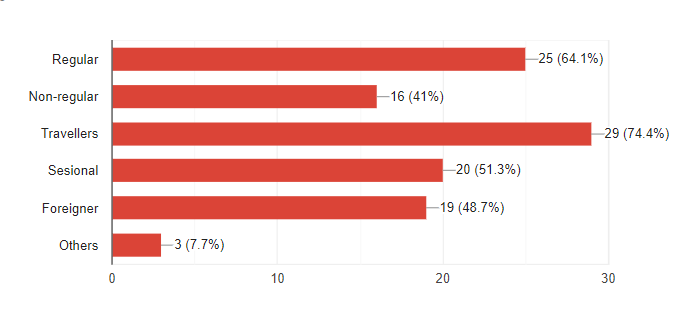 Regular 25 (64.1%)
Non-regular 16 (41%)
Travellers 29 (74.4%)
Sesional 20 (51.3%)
Foreigner 19 (48.7%)
Others 3 (7.7%)
0 10 20 30